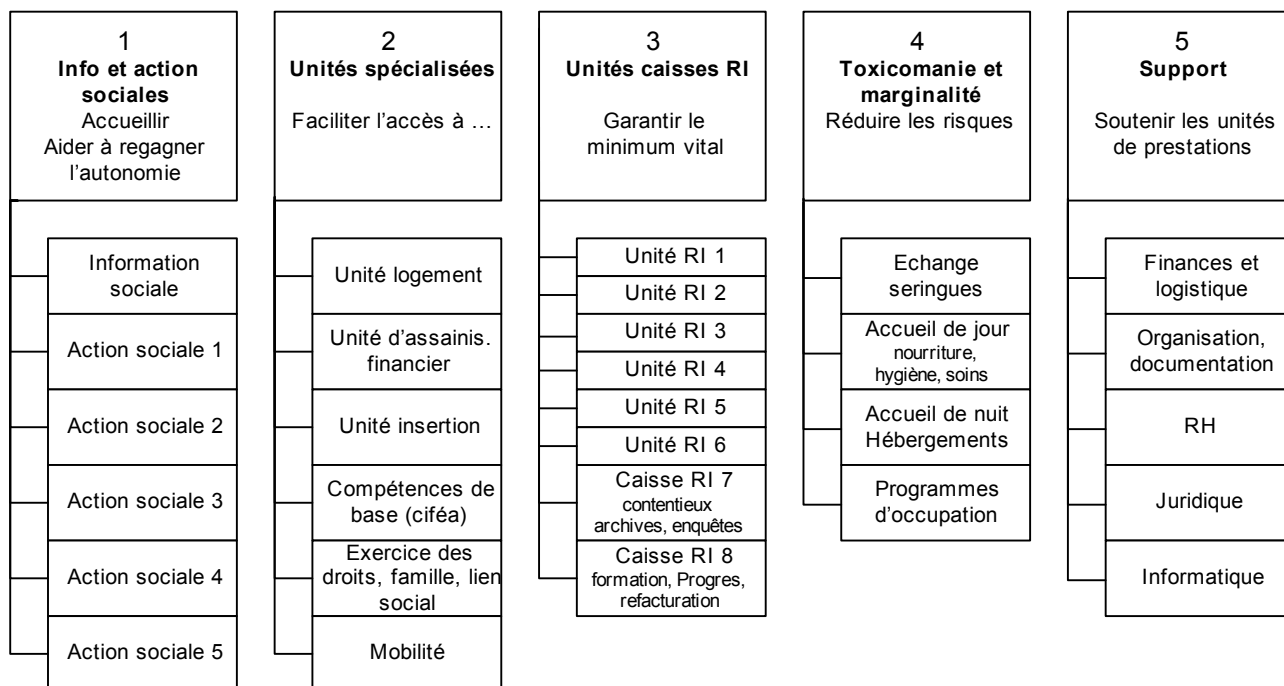 1
Info et action
sociales
Accueillir
Aider à regagner
l'autonomie
Information
sociale
Action sociale 1
Action sociale 2
Action sociale 3
Action sociale 4
Action sociale 5
2
Unités spécialisées
Faciliter l'accès à …
Unité logement
Unité d'assainis.
financier
Unité insertion
Compétences de
base (ciféa)
Exercice des
droits, famille, lien
social
Mobilité
3
Unités caisses RI
Garantir le
minimum vital
Unité RI 1
Unité RI 2
Unité RI 3
Unité RI 4
Unité RI 5
Unité RI 6
Caisse RI 7
contentieux
archives, enquêtes
Caisse RI 8
formation, Progres,
refacturation
4
Toxicomanie et
marginalité
Réduire les risques
Echange
seringues
Accueil de jour
nourriture,
hygiène, soins
Accueil de nuit
Hébergements
Programmes
d'occupation
5
Support
Soutenir les unités
de prestations
Finances et
logistique
Organisation,
documentation
RH
Juridique
Informatique